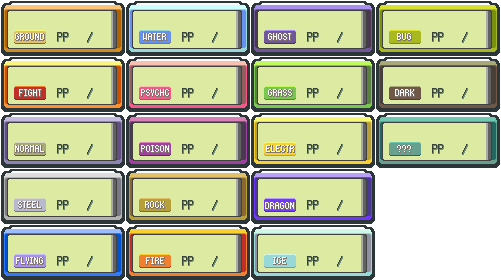 GROUND PP / WATER PP / GHOST PP / BUG PP /
FIGHT PP / PSYCHC PP / GRASS PP / DARK PP /
NORMAL PP / POISON PP / ELECTR PP / ??? PP /
STEEL PP / ROCK PP / DRAGON PP /
FLYING PP / FIRE PP / ICE PP /